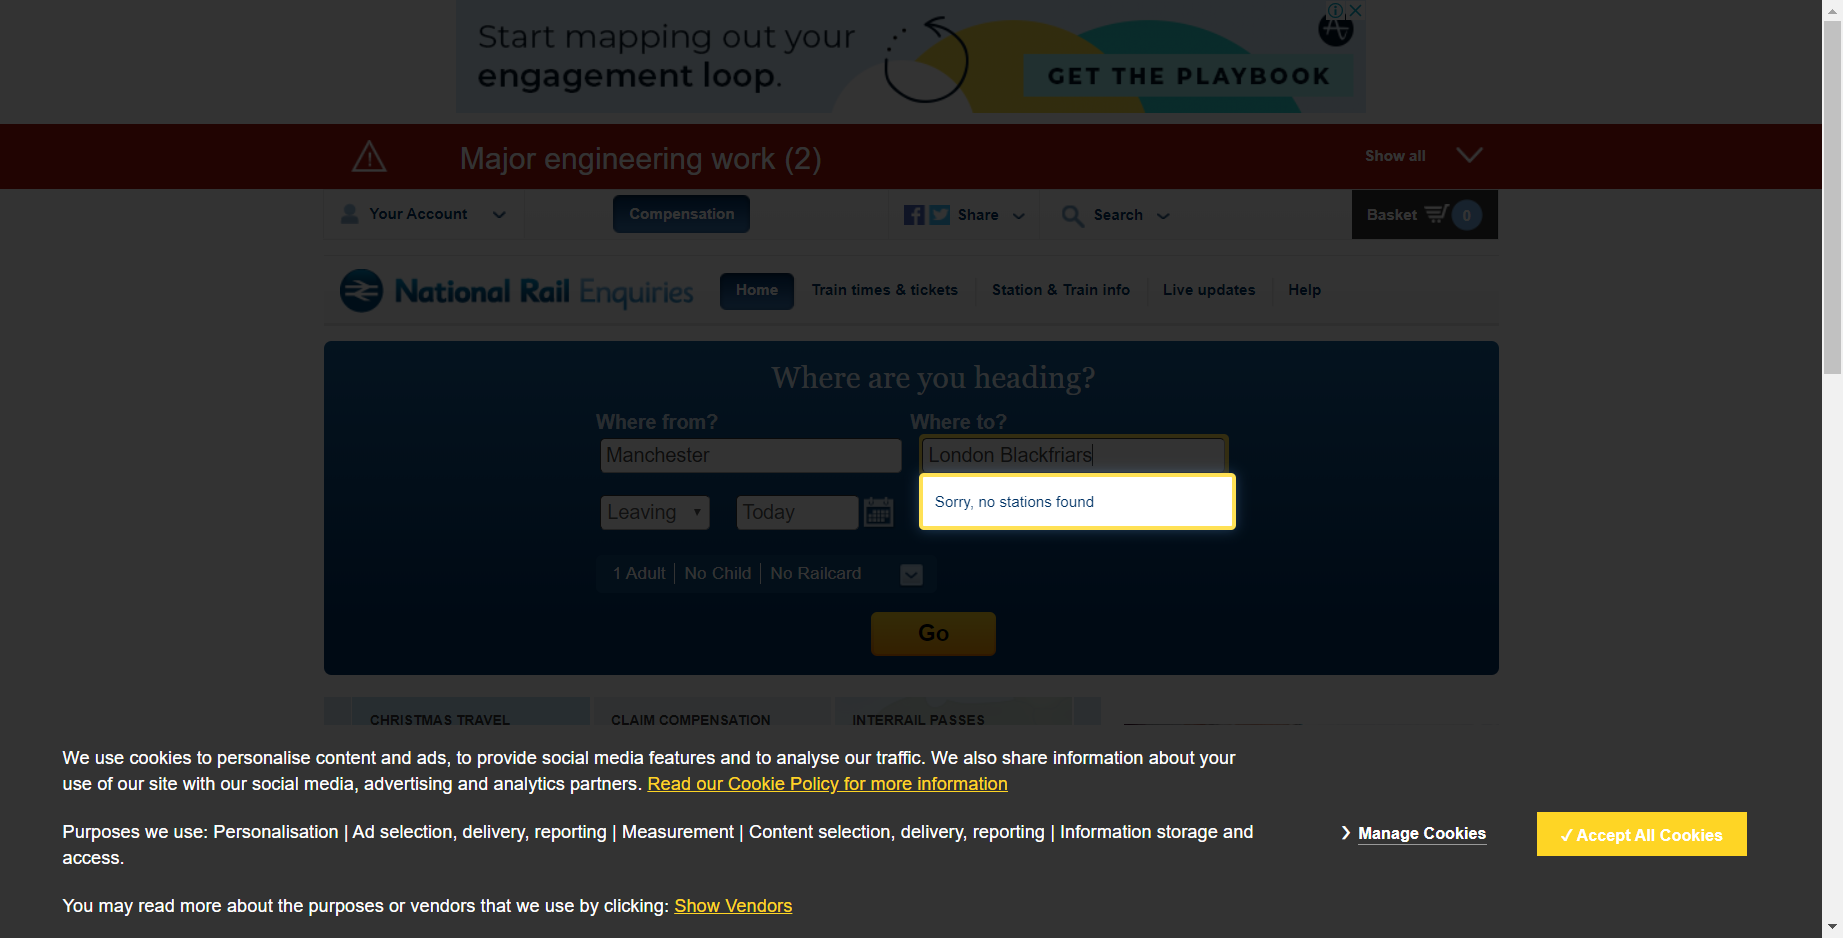 Start mapping out your
engagement loop.
GET THE PLAYBOOK
Major engineering work (2)
Show all
Your Account
Compensation
Share
Search
Basket
0
National Rail Enquiries
Home
Train times & tickets
Station & Train info
Live updates
Help
Where are you heading?
Where from?
Where to?
Manchester
London Blackfriars
Sorry, no stations found
Leaving
Today
1 Adult | No Child | No Railcard
Go
CHRISTMAS TRAVEL
CLAIM COMPENSATION
INTERRAIL PASSES
We use cookies to personalise content and ads, to provide social media features and to analyse our traffic. We also share information about your
use of our site with our social media, advertising and analytics partners. Read our Cookie Policy for more information
Purposes we use: Personalisation | Ad selection, delivery, reporting | Measurement | Content selection, delivery, reporting | Information storage and
access.
Manage Cookies
✓ Accept All Cookies
You may read more about the purposes or vendors that we use by clicking: Show Vendors